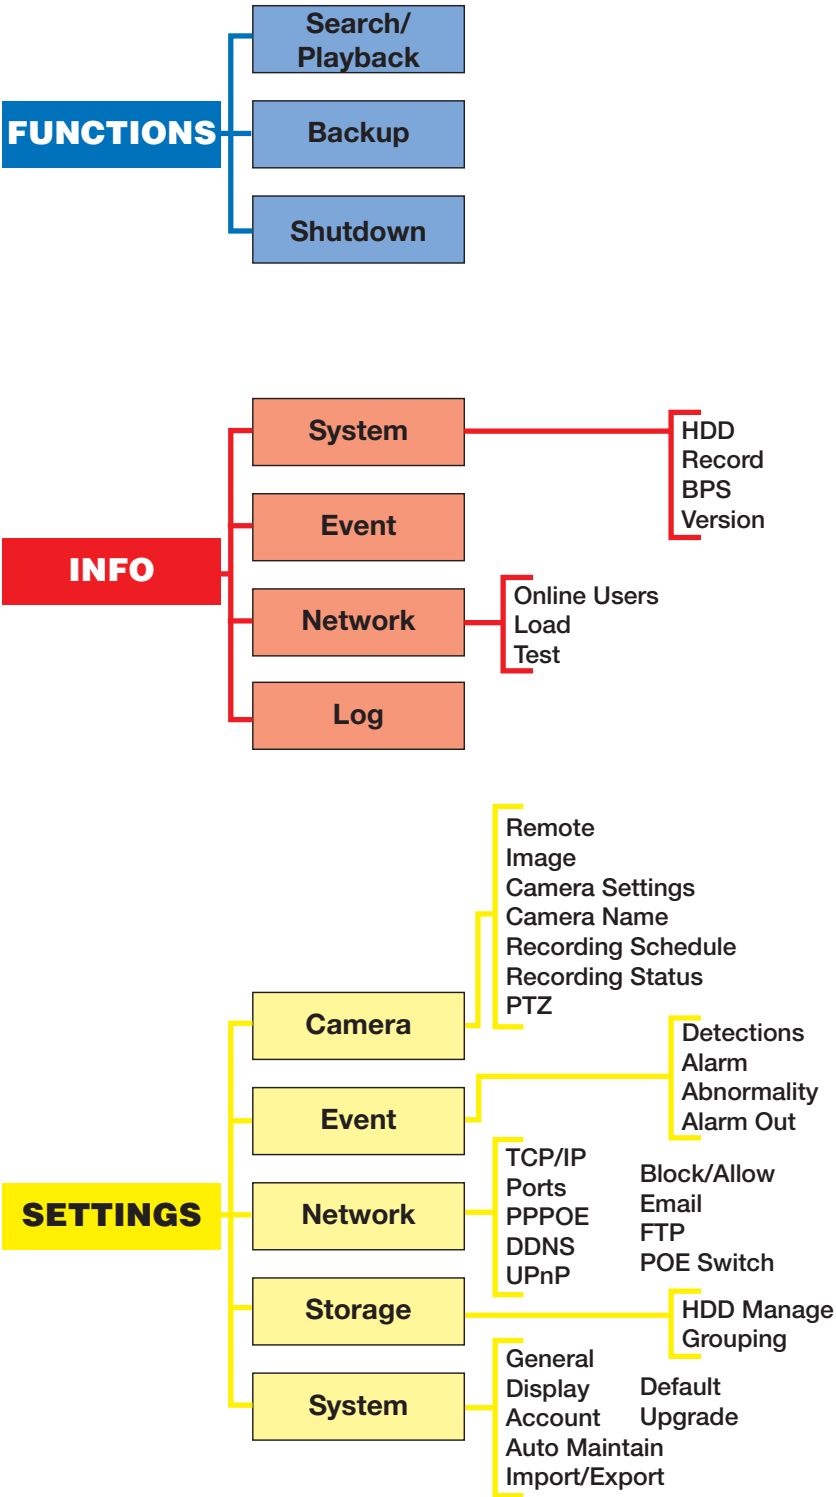 FUNCTIONS
Search/
Playback
Backup
Shutdown
INFO
System
HDD
Record
BPS
Version
Event
Network
Online Users
Load
Test
Log
SETTINGS
Camera
Remote
Image
Camera Settings
Camera Name
Recording Schedule
Recording Status
PTZ
Event
Detections
Alarm
Abnormality
Alarm Out
Network
TCP/IP
Ports
PPPOE
DDNS
UPnP
Block/Allow
Email
FTP
POE Switch
Storage
HDD Manage
Grouping
System
General
Display
Account
Auto Maintain
Import/Export
Default
Upgrade